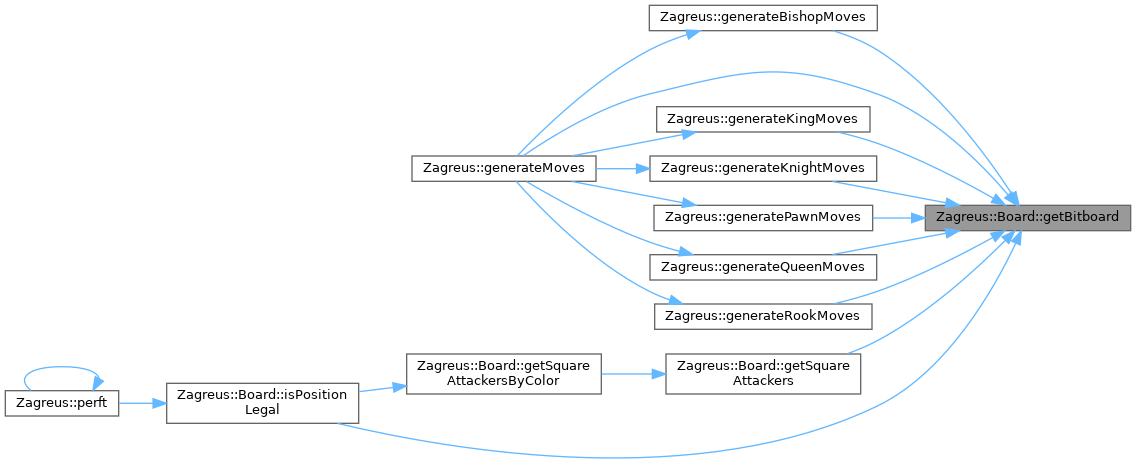 Zagreus::generateBishopMoves
Zagreus::generateKingMoves
Zagreus::generateMoves
Zagreus::generateKnightMoves
Zagreus::generatePawnMoves
Zagreus::Board::getBitboard
Zagreus::generateQueenMoves
Zagreus::generateRookMoves
Zagreus::Board::getSquare
AttackersByColor
Zagreus::Board::getSquare
Attackers
Zagreus::perft
Zagreus::Board::isPosition
Legal